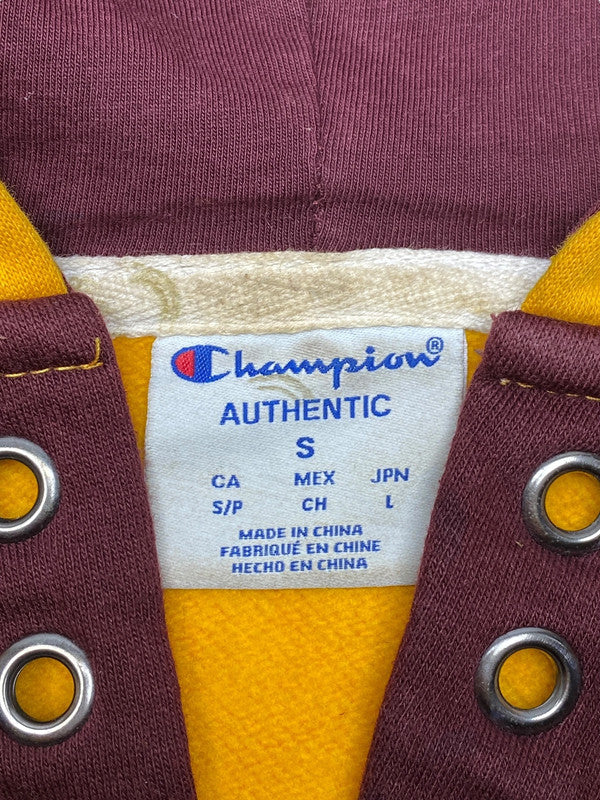 Champion®
AUTHENTIC
S
CA MEX JPN
S/P CH L
MADE IN CHINA
FABRIQUÉ EN CHINE
HECHO EN CHINA